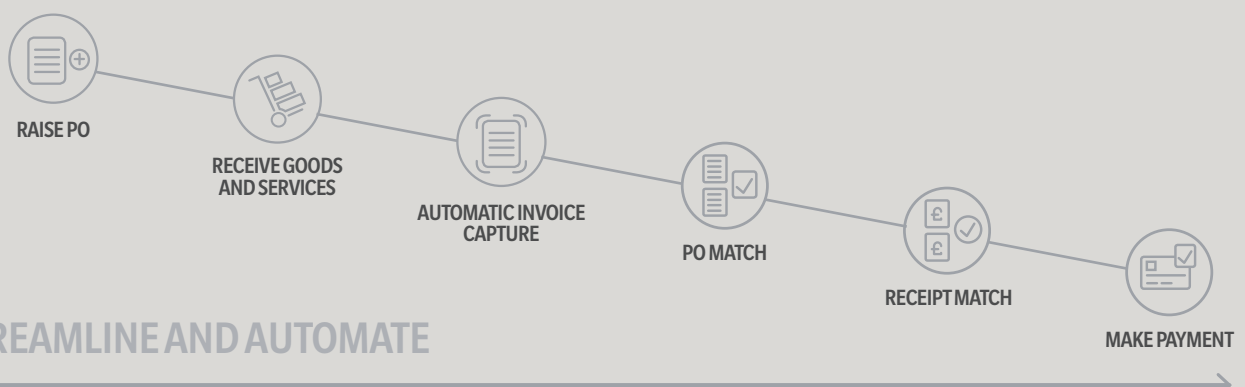 RAISE PO
RECEIVE GOODS
AND SERVICES
AUTOMATIC INVOICE
CAPTURE
PO MATCH
£
£
RECEIPT MATCH
MAKE PAYMENT
REAMLINE AND AUTOMATE